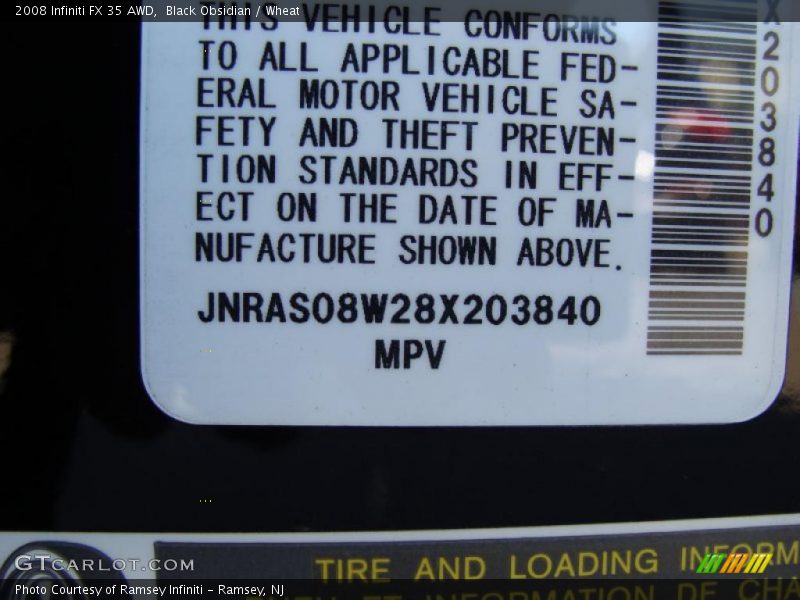 2008 Infiniti FX 35 AWD, Black Obsidian / Wheat
THIS VEHICLE CONFORMS
TO ALL APPLICABLE FED-
ERAL MOTOR VEHICLE SA-
FETY AND THEFT PREVEN-
TION STANDARDS IN EFF-
ECT ON THE DATE OF MA-
NUFACTURE SHOWN ABOVE.
JNRAS08W28X203840
MPV
X203840
TIRE AND LOADING INFORM
GTCARLOT.COM
Photo Courtesy of Ramsey Infiniti - Ramsey, NJ